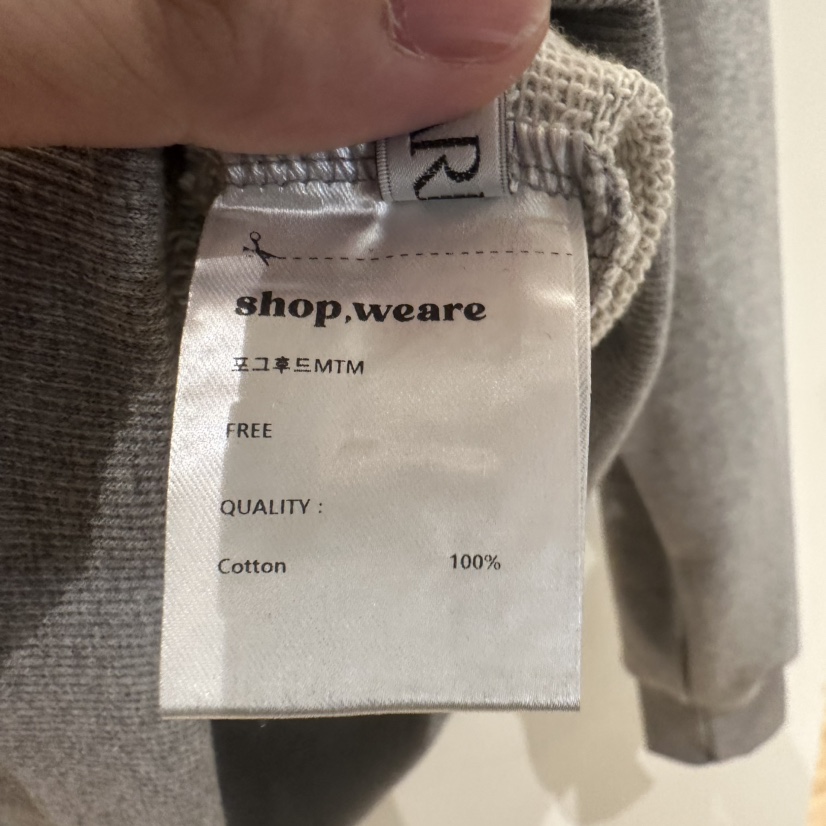 shop,weare
포그후드MTM
FREE
QUALITY :
Cotton 100%